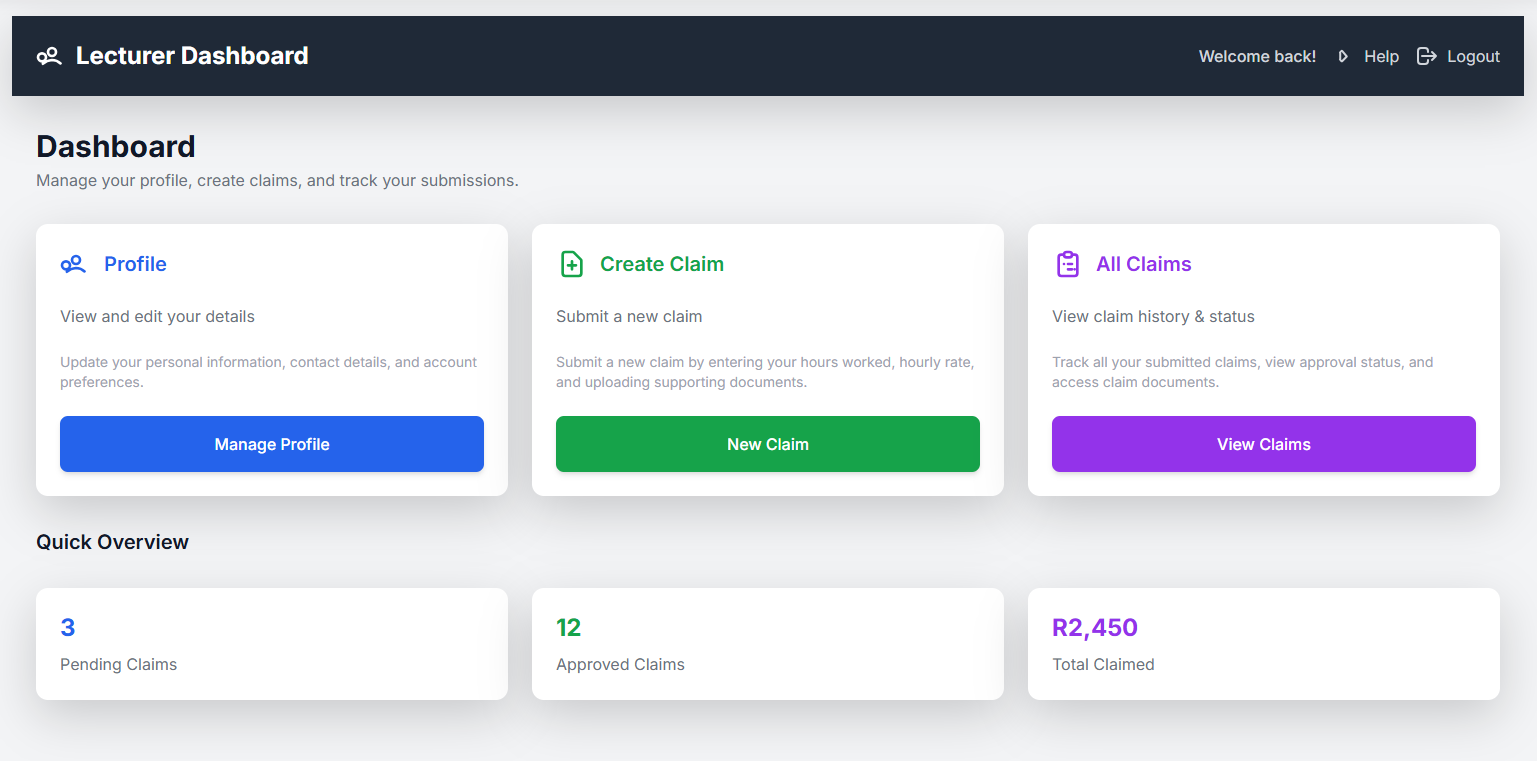 Lecturer Dashboard
Welcome back!
Help
Logout
Dashboard
Manage your profile, create claims, and track your submissions.
Profile
View and edit your details
Update your personal information, contact details, and account
preferences.
Manage Profile
Create Claim
Submit a new claim
Submit a new claim by entering your hours worked, hourly rate,
and uploading supporting documents.
New Claim
All Claims
View claim history & status
Track all your submitted claims, view approval status, and
access claim documents.
View Claims
Quick Overview
3
Pending Claims
12
Approved Claims
R2,450
Total Claimed